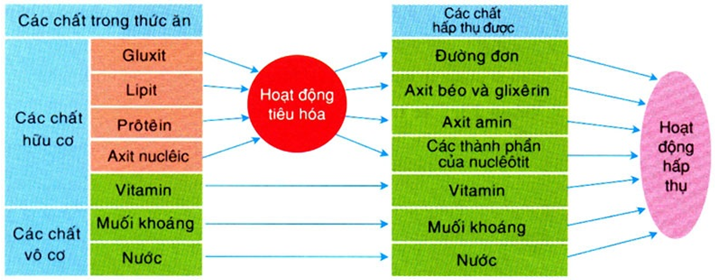 Các chất trong thức ăn
Các chất
hữu cơ
Gluxit
Lipit
Prôtêin
Axit nuclêic
Vitamin
Các chất
vô cơ
Muối khoáng
Nước
Hoạt động
tiêu hóa
Các chất
hấp thụ được
Đường đơn
Axit béo và glixêrin
Axit amin
Các thành phần
của nuclêôtit
Vitamin
Muối khoáng
Nước
Hoạt
động
hấp
thụ